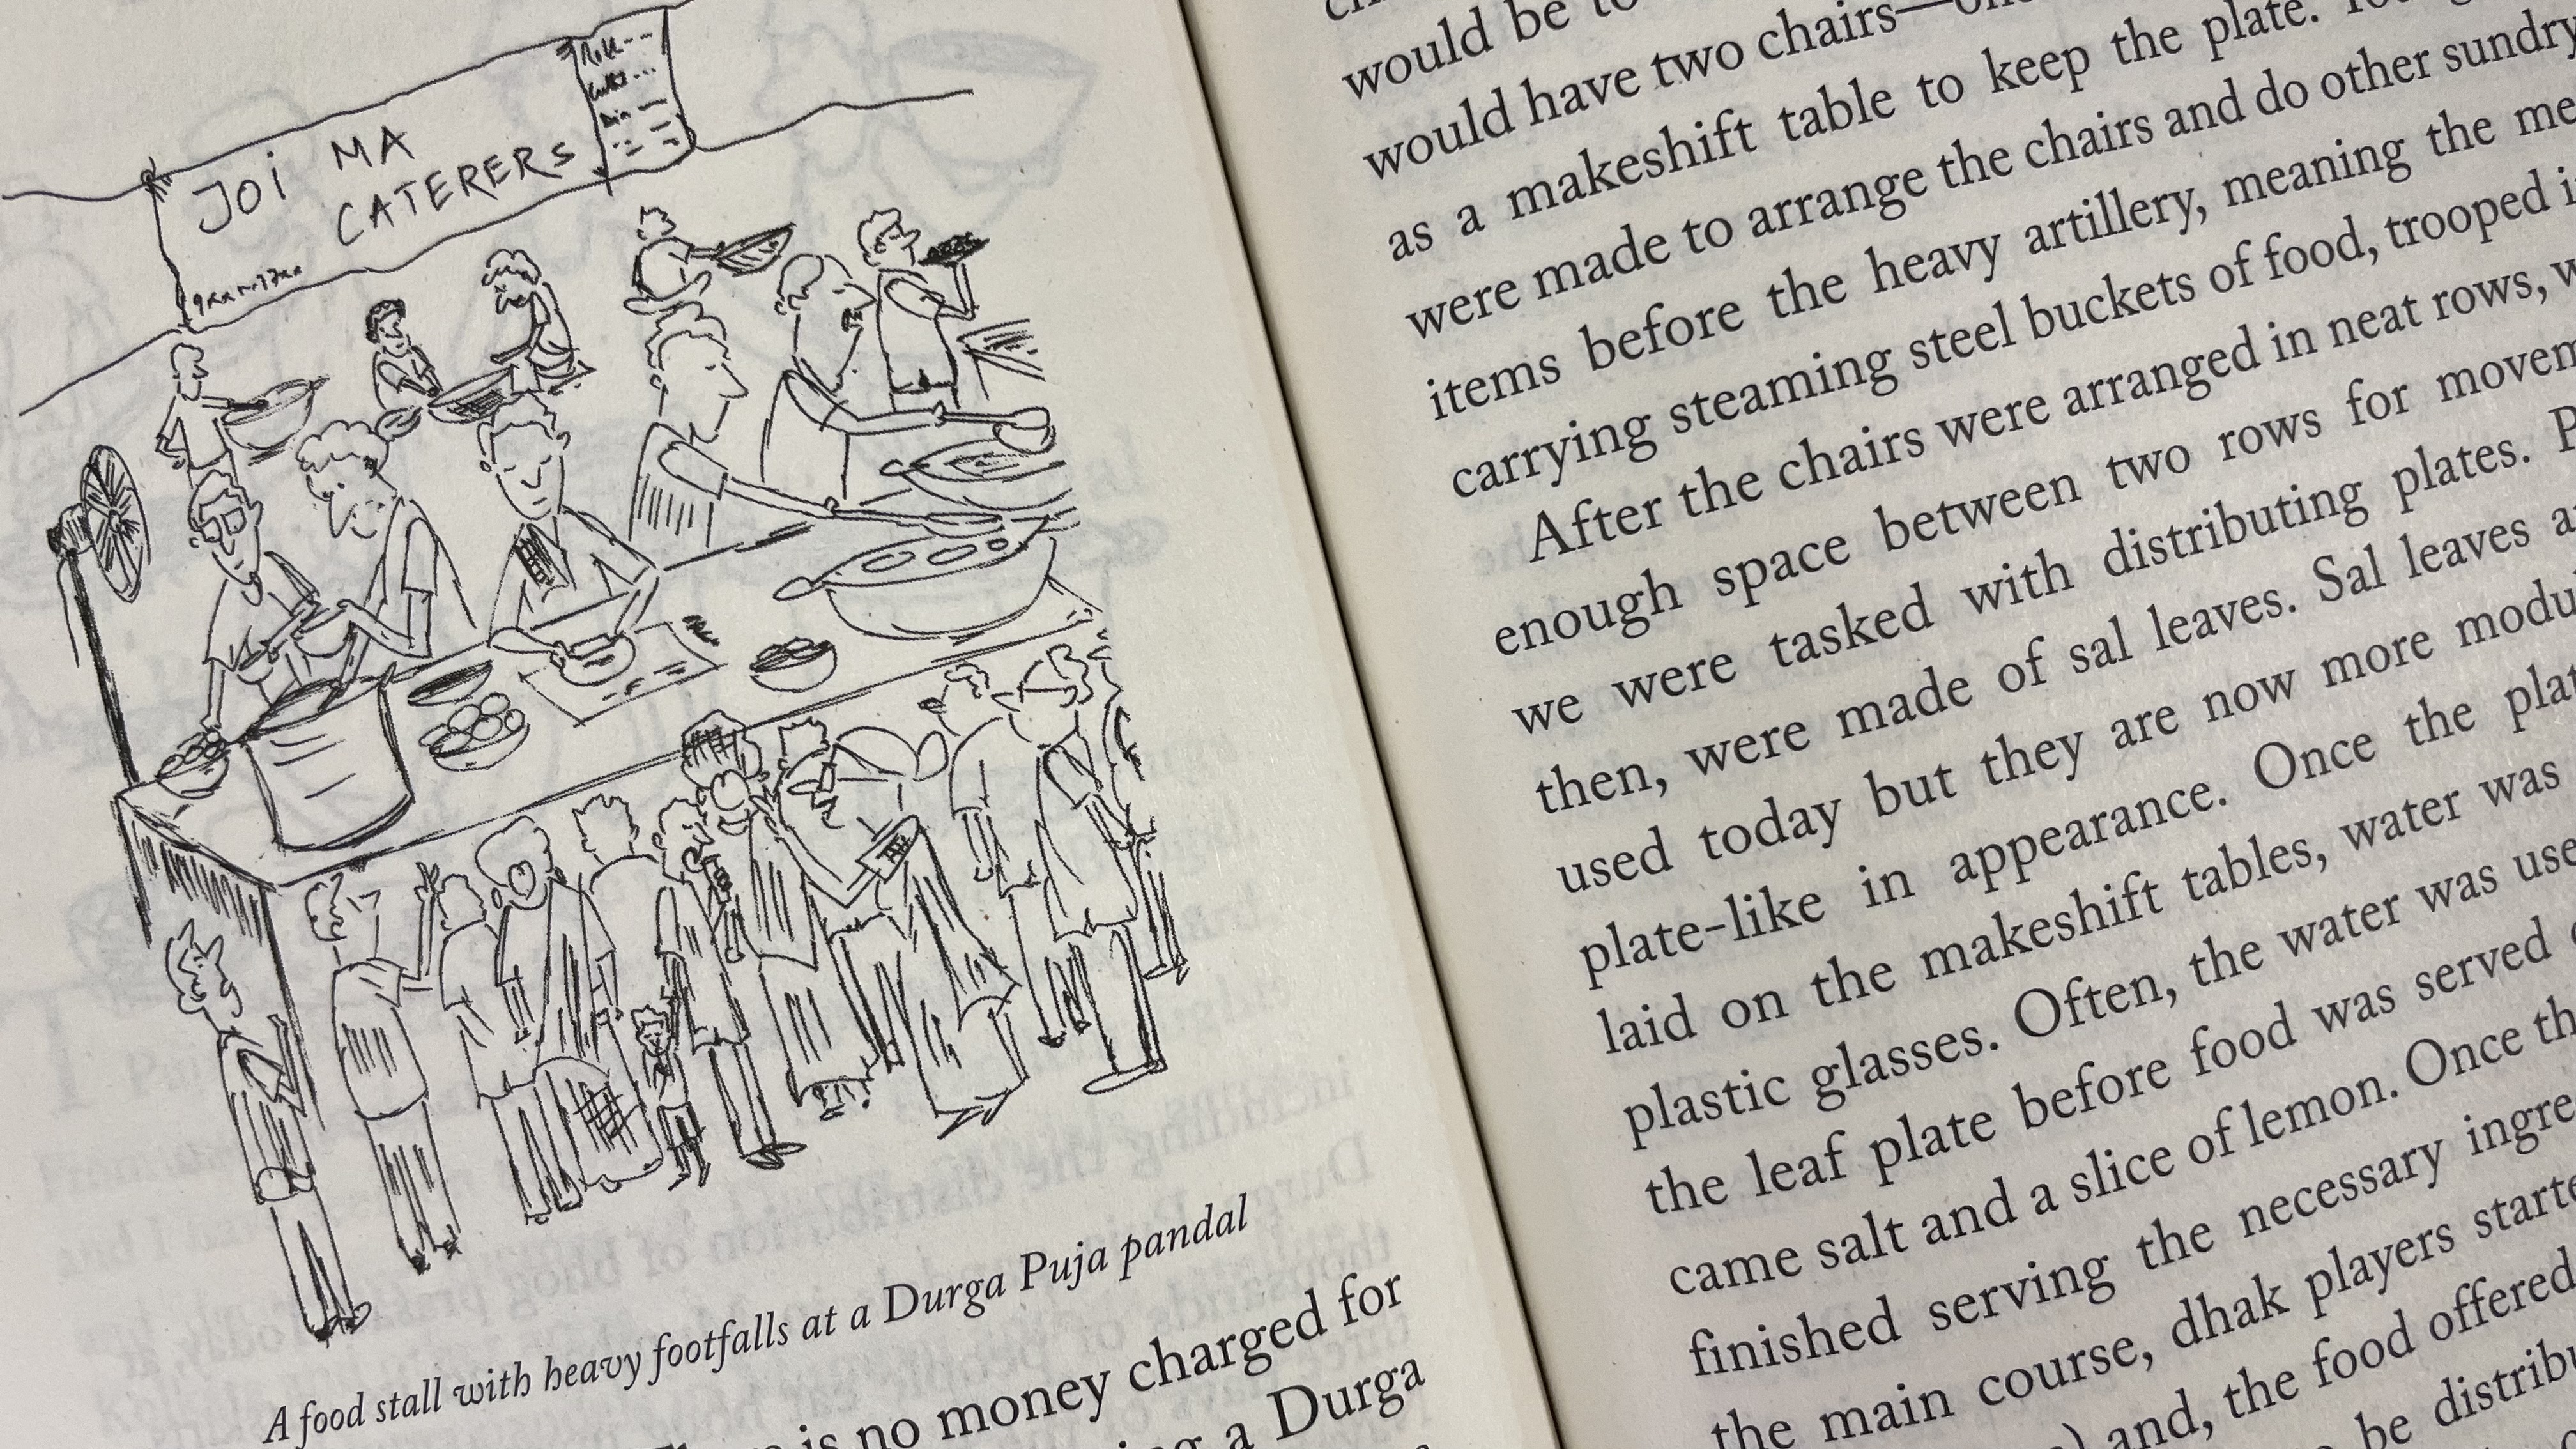 JOI MA
CATERERS
Roll
A food stall with heavy footfalls at a Durga Puja pandal
is no money charged for
a Durga
would be to
would have two chairs—
as a makeshift table to keep the plate.
were made to arrange the chairs and do other sundry
items before the heavy artillery, meaning the
carrying steaming steel buckets of food, trooped
After the chairs were arranged in neat rows,
enough space between two rows for
we were tasked with distributing plates.
then, were made of sal leaves. Sal leaves
used today but they are now more
plate-like in appearance. Once the
laid on the makeshift tables, water was
plastic glasses. Often, the water was
the leaf plate before food was served
came salt and a slice of lemon. Once
finished serving the necessary
the main course, dhak players
and, the food offered
be